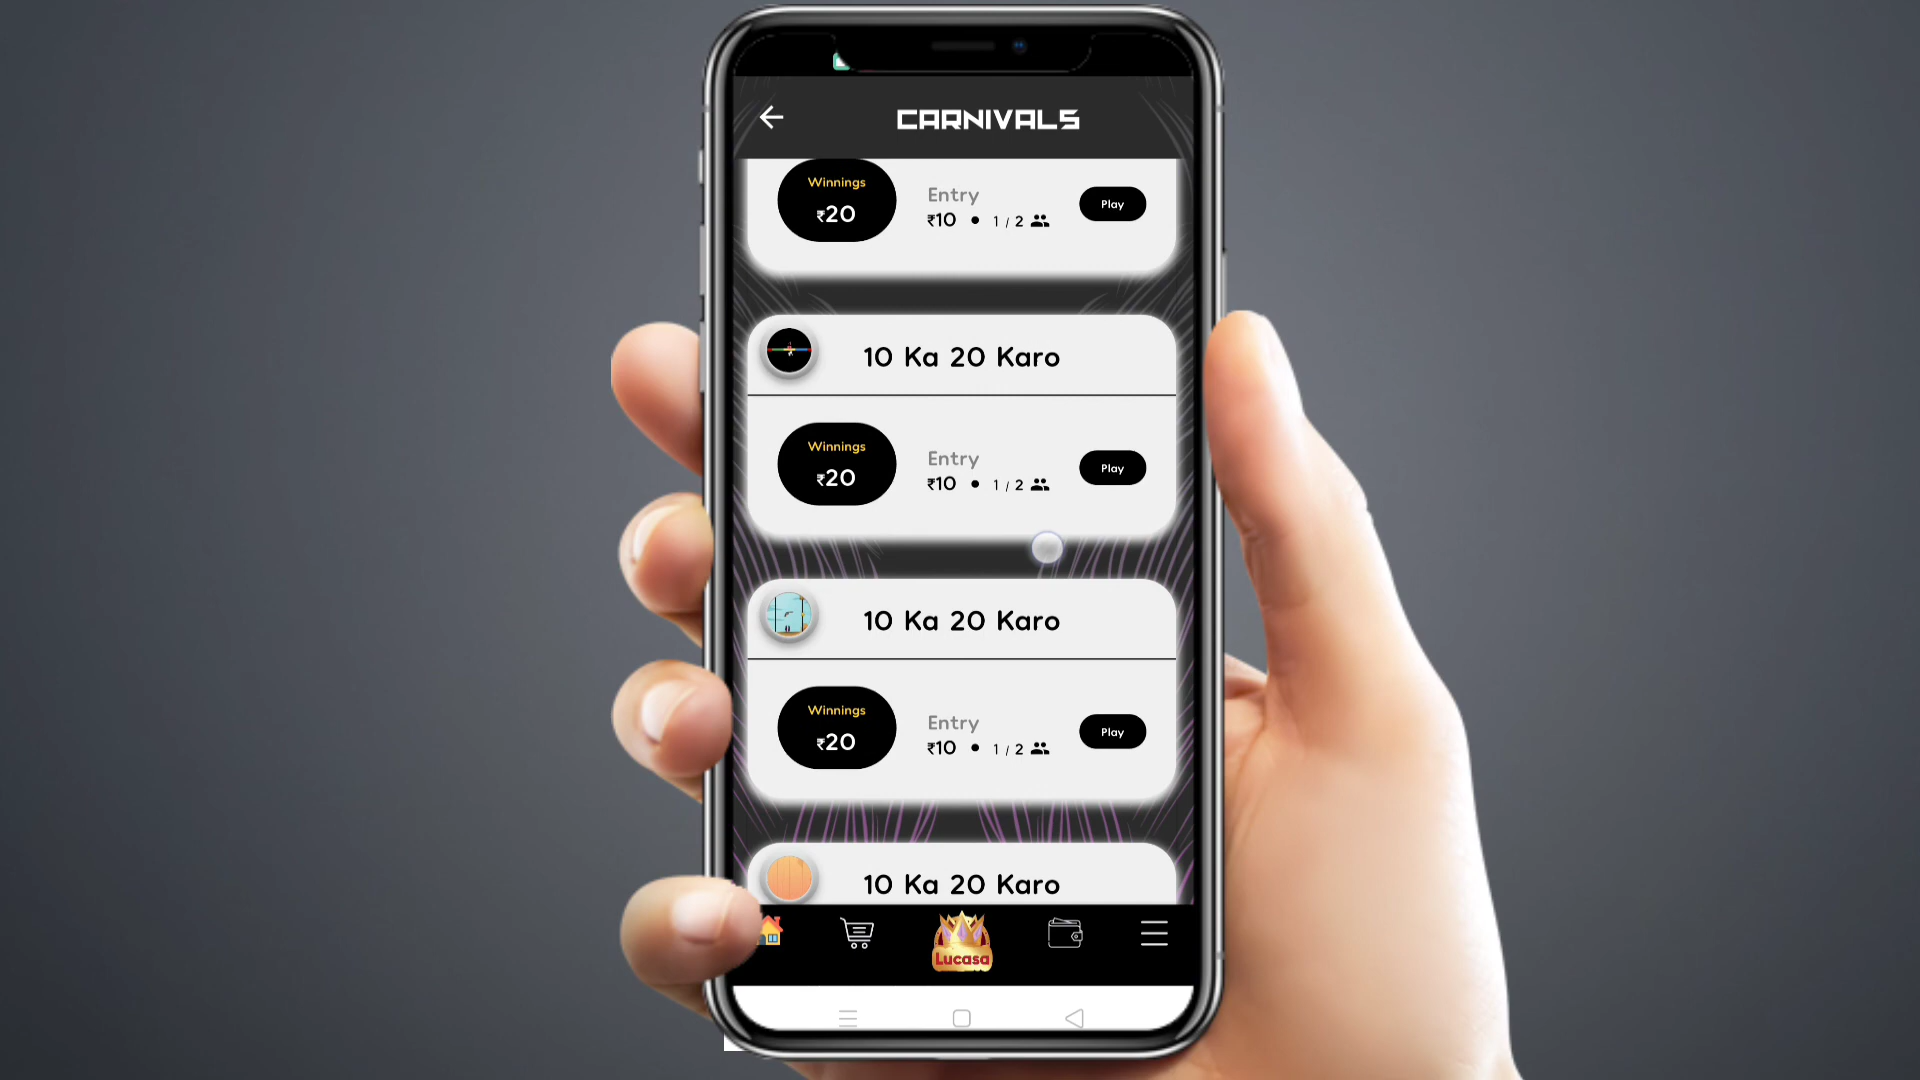 CARNIVALS
Winnings
₹20
Entry
₹10 • 1 / 2
Play
10 Ka 20 Karo
Winnings
₹20
Entry
₹10 • 1 / 2
Play
10 Ka 20 Karo
Winnings
₹20
Entry
₹10 • 1 / 2
Play
10 Ka 20 Karo
Lucasa